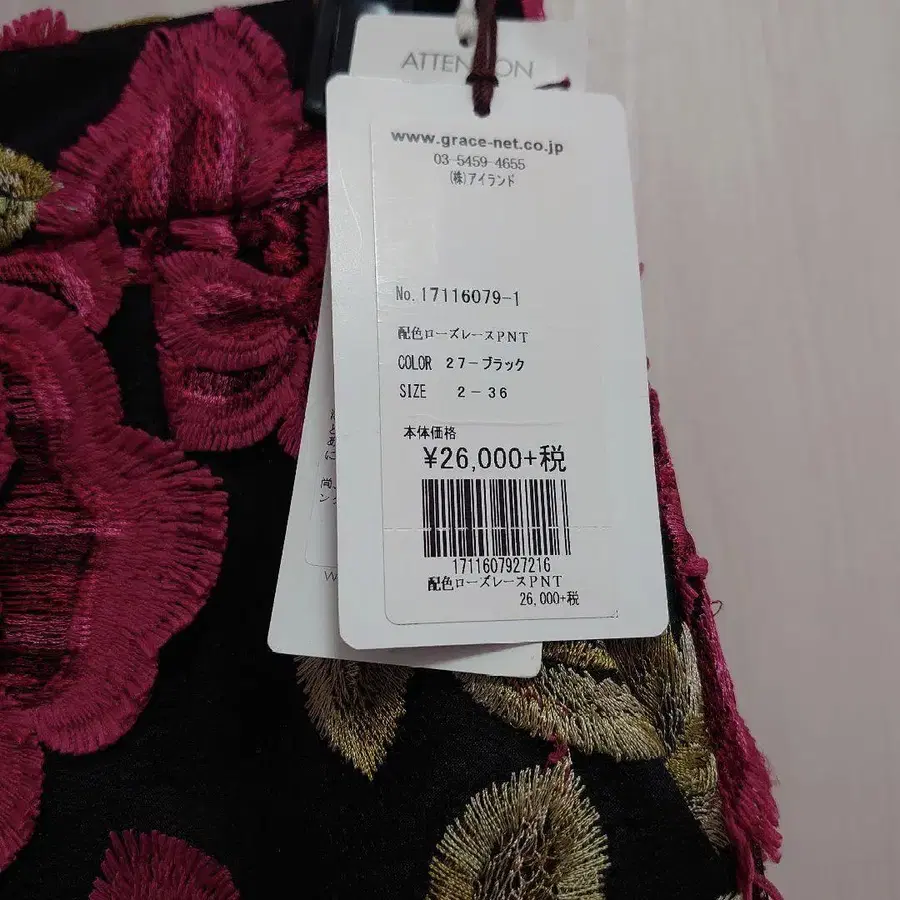 ATTENTION
www.grace-net.co.jp
03-5459-4655
(株)アイランド
No.17116079-1
配色ローズレースPNT
COLOR 27-ブラック
SIZE 2-36
本体価格
¥26,000+税
1711607927216
配色ローズレースPNT
26,000+税